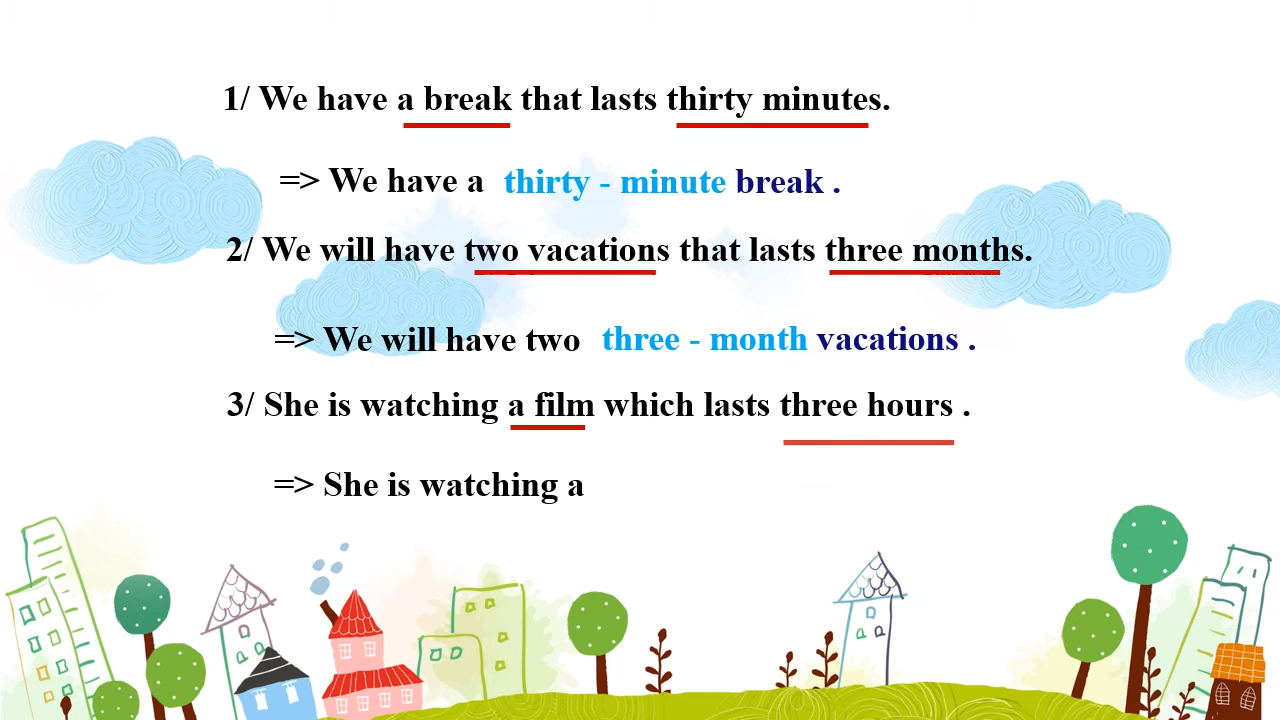 1/ We have a break that lasts thirty minutes.
=> We have a thirty - minute break .
2/ We will have two vacations that lasts three months.
=> We will have two three - month vacations .
3/ She is watching a film which lasts three hours .
=> She is watching a